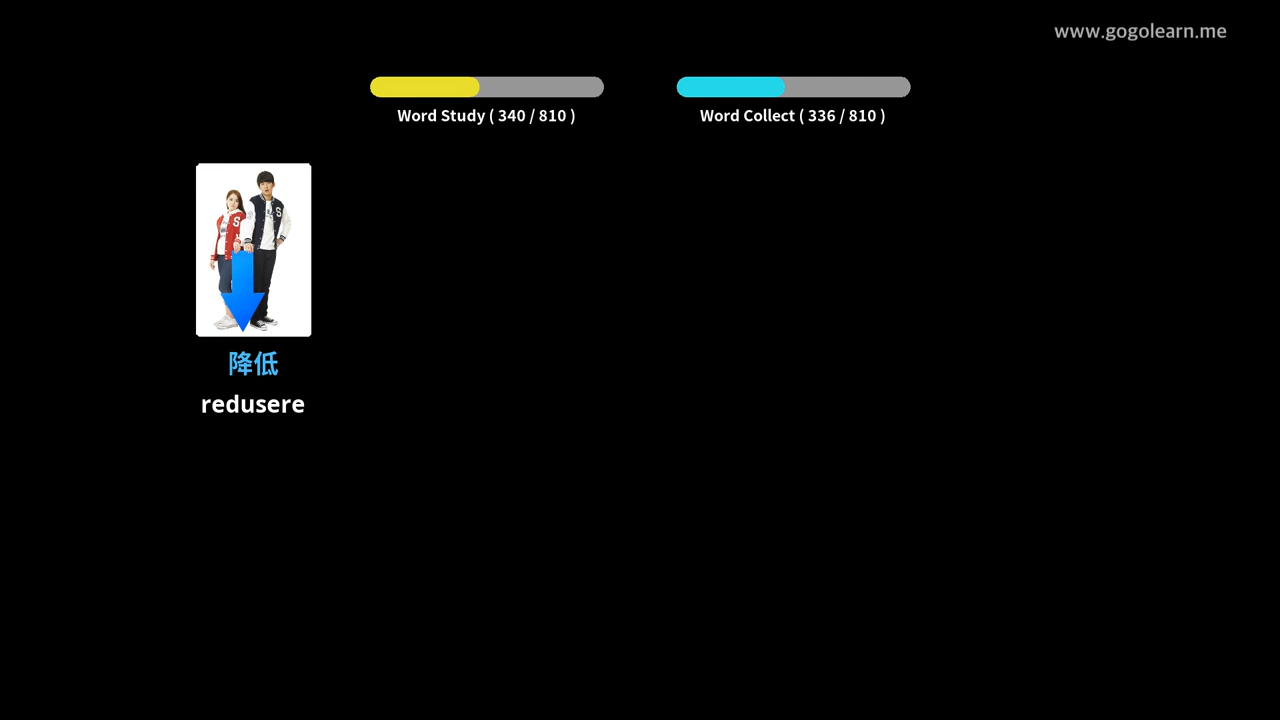 www.gogolearn.me
Word Study ( 340 / 810 )
Word Collect ( 336 / 810 )
S
S
降低
redusere